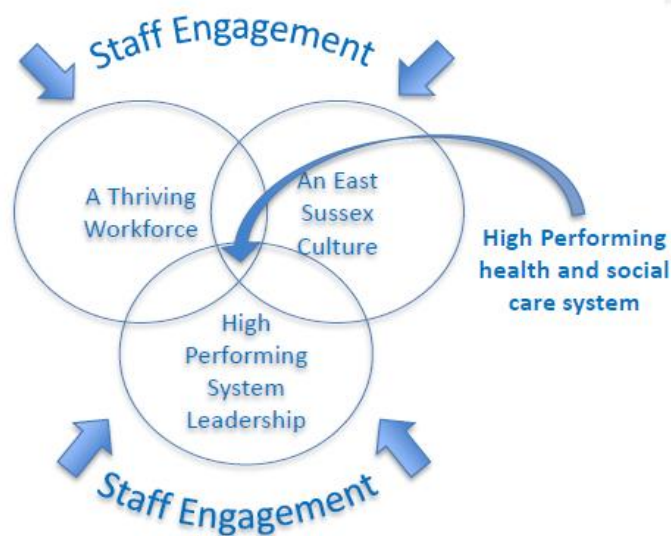 Staff Engagement
A Thriving
Workforce
An East
Sussex
Culture
High Performing
health and social
care system
High
Performing
System
Leadership
Staff Engagement